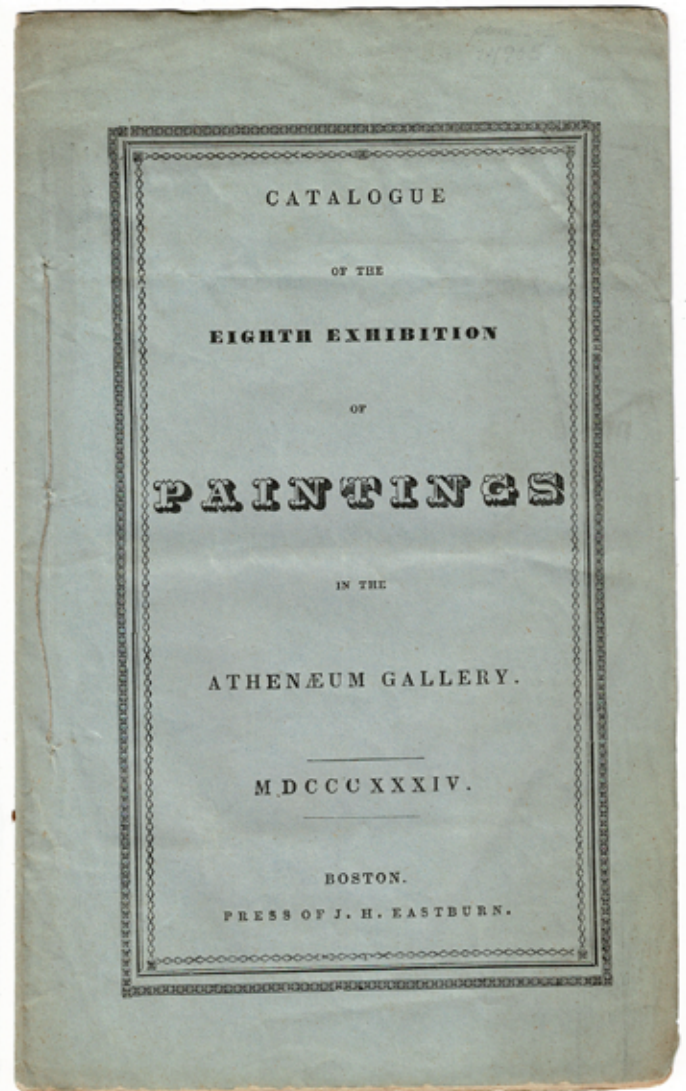 CATALOGUE
OF THE
EIGHTH EXHIBITION
OF
PAINTINGS
IN THE
ATHENÆUM GALLERY.
MDCCCXXXIV.
BOSTON.
PRESS OF J. H. EASTBURN.